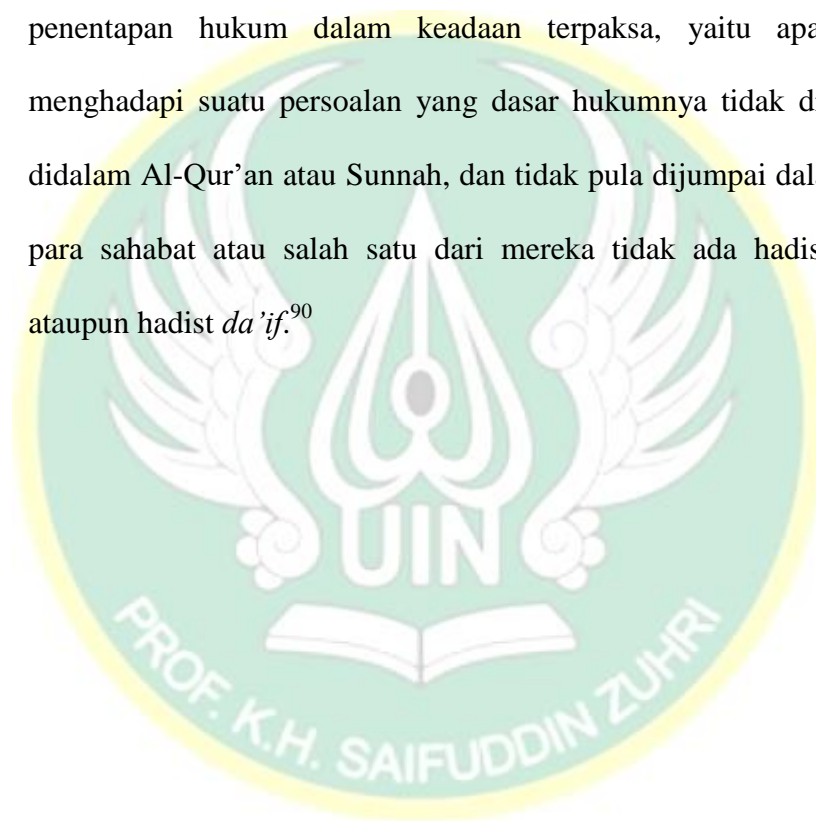 penentapan hukum dalam keadaan terpaksa, yaitu apa
menghadapi suatu persoalan yang dasar hukumnya tidak
didalam Al-Qur’an atau Sunnah, dan tidak pula dijumpai
para sahabat atau salah satu dari mereka tidak ada
ataupun hadist da’if.90
UIN
PROF. K.H. SAIFUDDIN ZUHRI